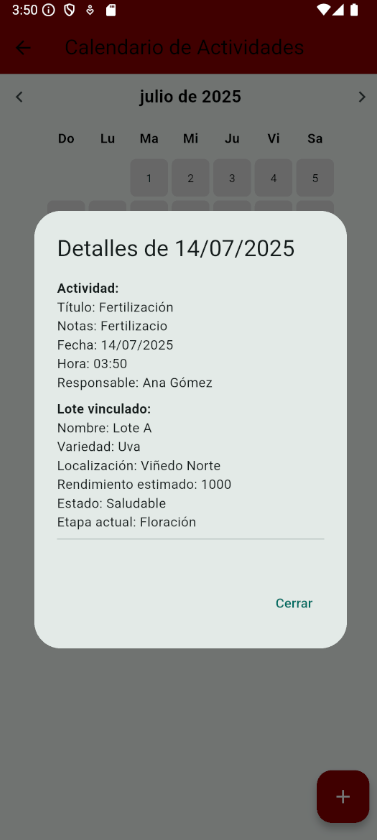 3:50
Calendario de Actividades
julio de 2025
Do Lu Ma Mi Ju Vi Sa
1 2 3 4 5
Detalles de 14/07/2025
Actividad:
Título: Fertilización
Notas: Fertilizacio
Fecha: 14/07/2025
Hora: 03:50
Responsable: Ana Gómez
Lote vinculado:
Nombre: Lote A
Variedad: Uva
Localización: Viñedo Norte
Rendimiento estimado: 1000
Estado: Saludable
Etapa actual: Floración
Cerrar